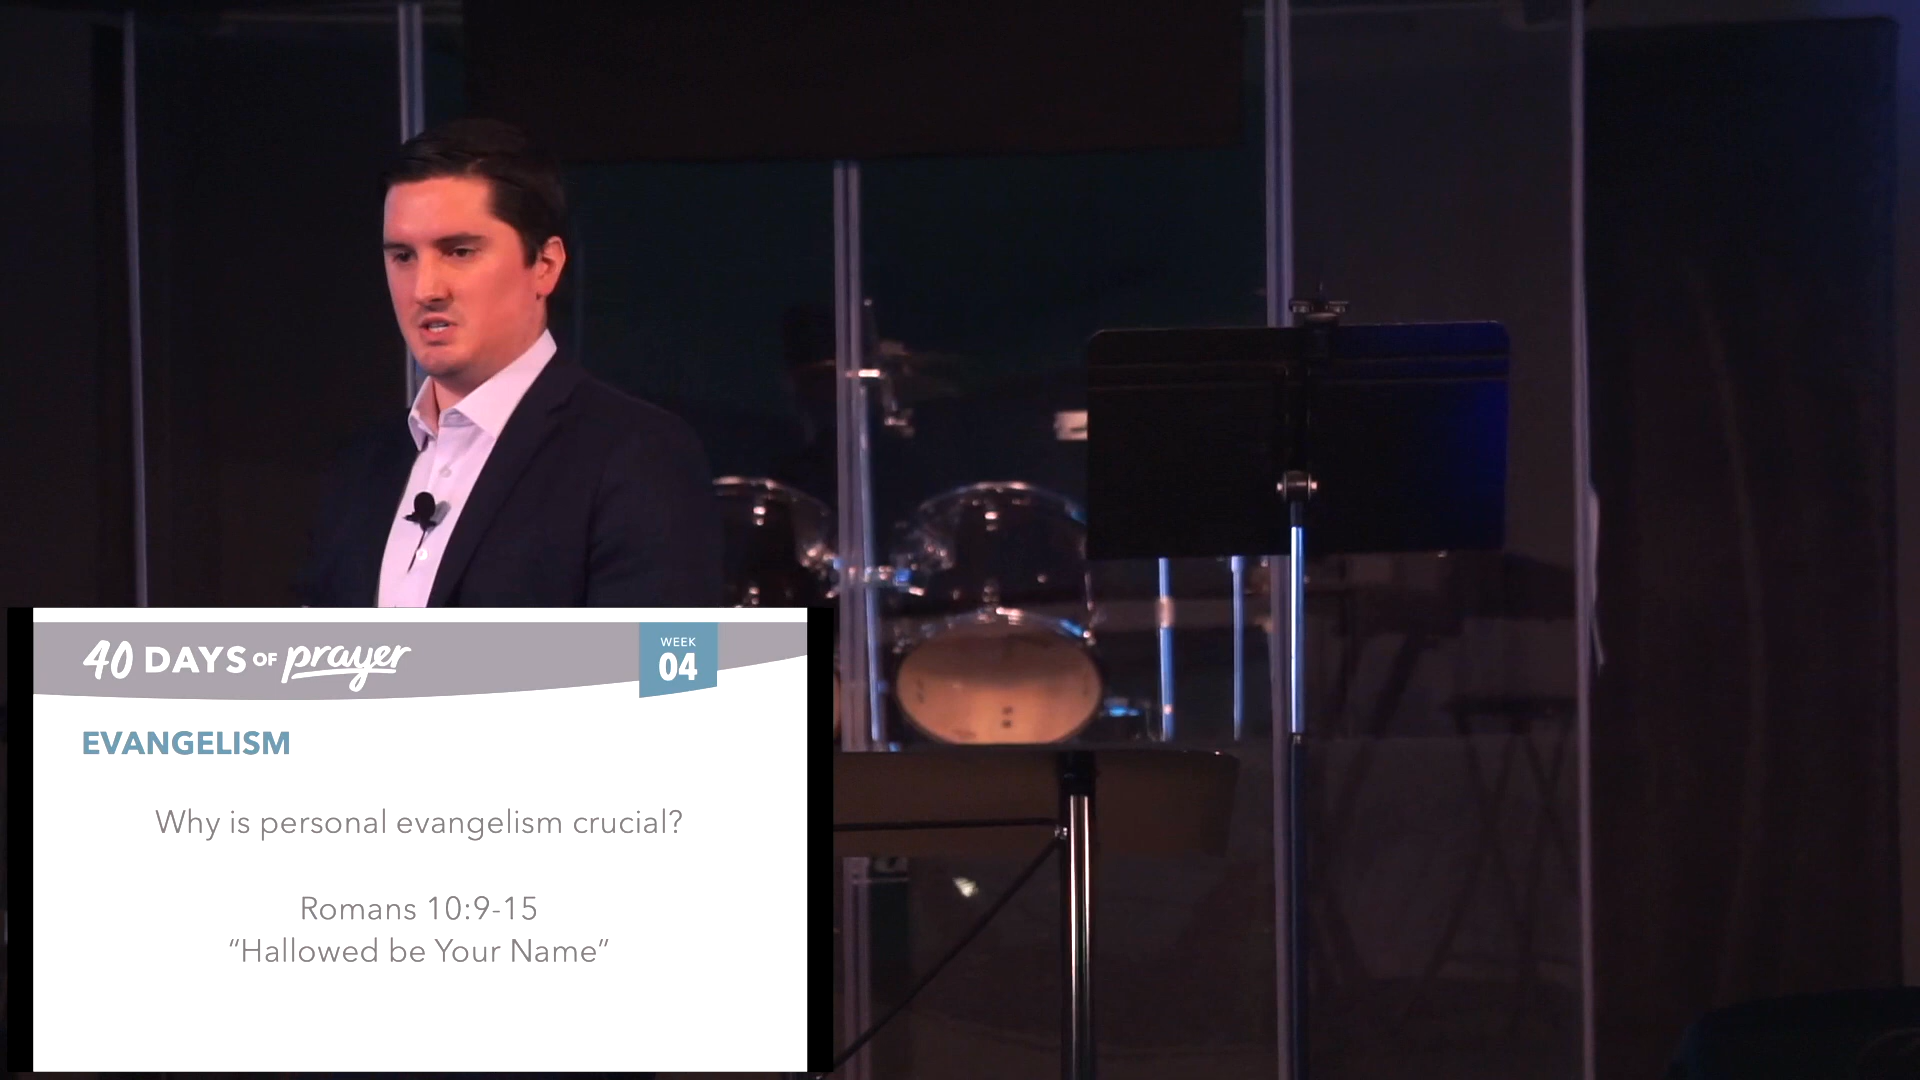 40 DAYS OF prayer
WEEK
04
EVANGELISM
Why is personal evangelism crucial?
Romans 10:9-15
“Hallowed be Your Name”